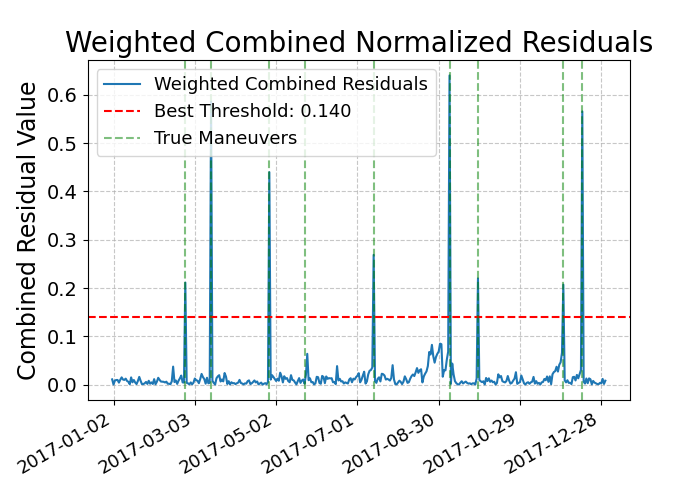 Weighted Combined Normalized Residuals
Combined Residual Value
0.6
0.5
0.4
0.3
0.2
0.1
0.0
Weighted Combined Residuals
Best Threshold: 0.140
True Maneuvers
2017-01-02
2017-03-03
2017-05-02
2017-07-01
2017-08-30
2017-10-29
2017-12-28